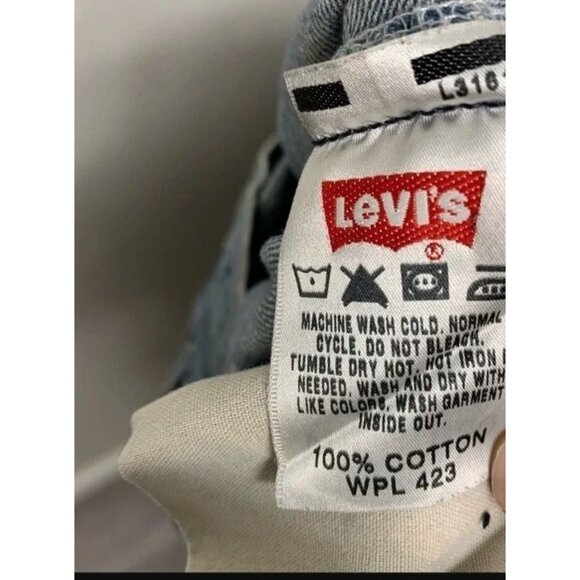 L316
LEVI'S
®
MACHINE WASH COLD. NORMAL
CYCLE. DO NOT BLEACH.
TUMBLE DRY HOT. HOT IRON
NEEDED. WASH AND DRY WITH
LIKE COLORS. WASH GARMENT
INSIDE OUT.
100% COTTON
WPL 423